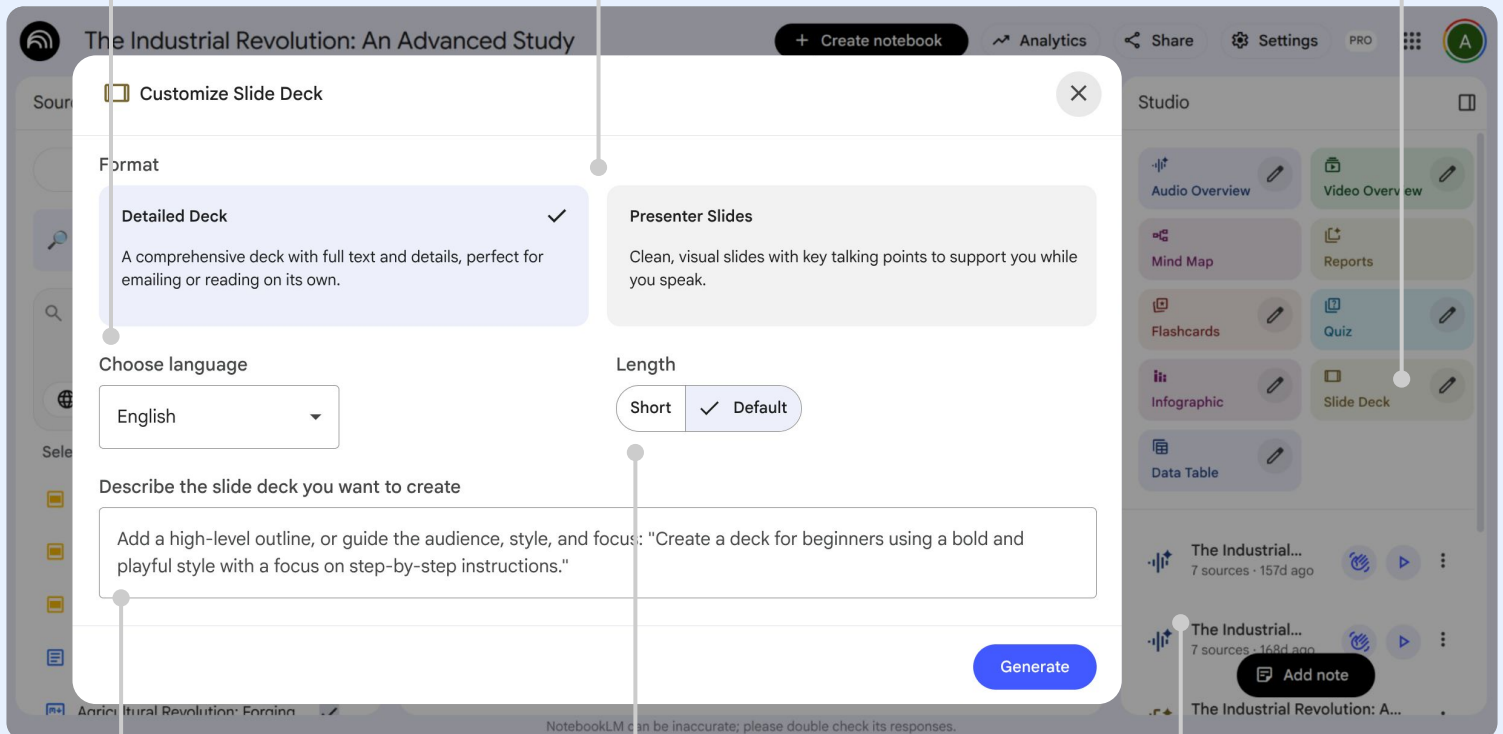 The Industrial Revolution: An Advanced Study
+ Create notebook
Analytics
Share
Settings
PRO
A
Customize Slide Deck
Studio
Format
Detailed Deck
A comprehensive deck with full text and details, perfect for
emailing or reading on its own.
Presenter Slides
Clean, visual slides with key talking points to support you while
you speak.
Choose language
English
Length
Short
Default
Describe the slide deck you want to create
Add a high-level outline, or guide the audience, style, and focus: "Create a deck for beginners using a bold and
playful style with a focus on step-by-step instructions."
Generate
Audio Overview
Video Overview
Mind Map
Reports
Flashcards
Quiz
Infographic
Slide Deck
Data Table
The Industrial...
7 sources · 157d ago
The Industrial...
7 sources · 168d ago
Add note
The Industrial Revolution: A...
Agricultural Revolution: Forging
NotebookLM can be inaccurate; please double check its responses.